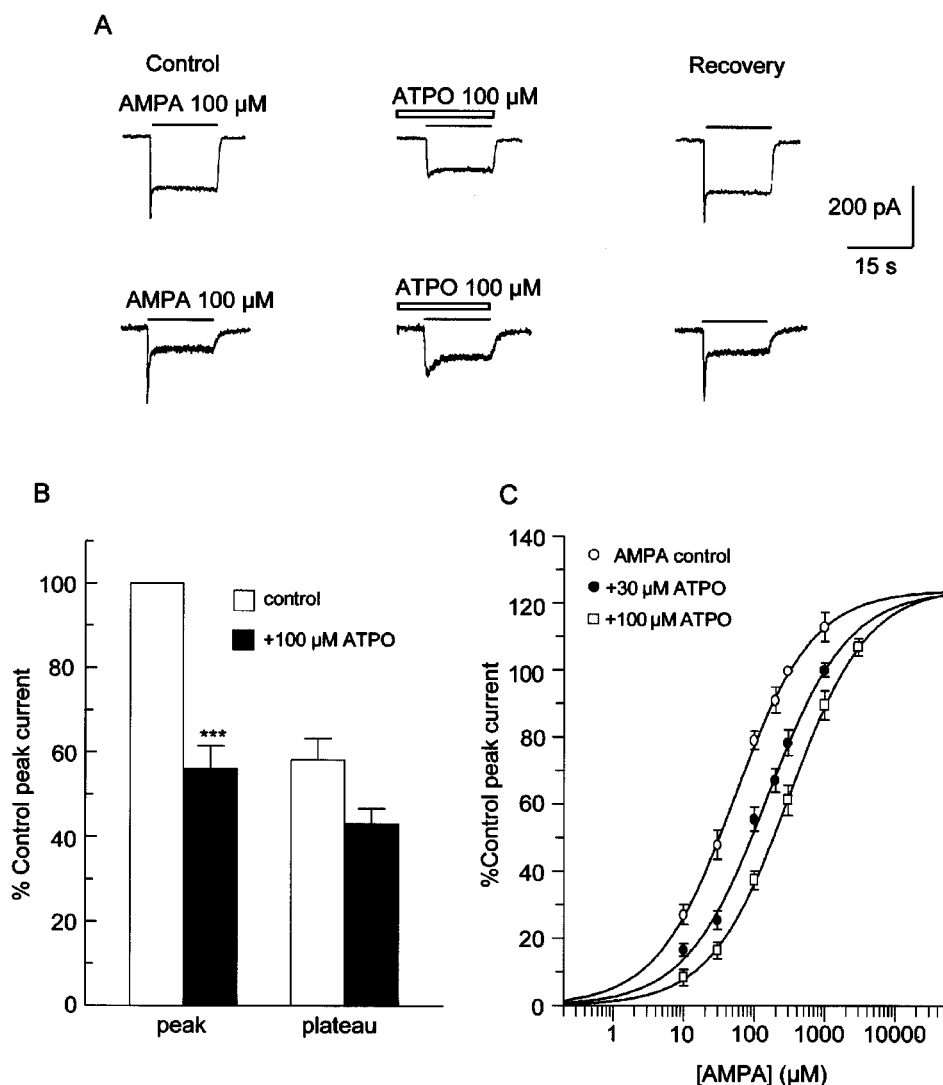 A
Control
Recovery
AMPA 100 µM
ATPO 100 µM
200 pA
15 s
AMPA 100 µM
ATPO 100 µM
B
% Control peak current
100
80
60
40
20
0
***
control
+100 µM ATPO
peak
plateau
C
%Control peak current
140
120
100
80
60
40
20
0
AMPA control
+30 µM ATPO
+100 µM ATPO
1
10
100
1000
10000
[AMPA] (µM)